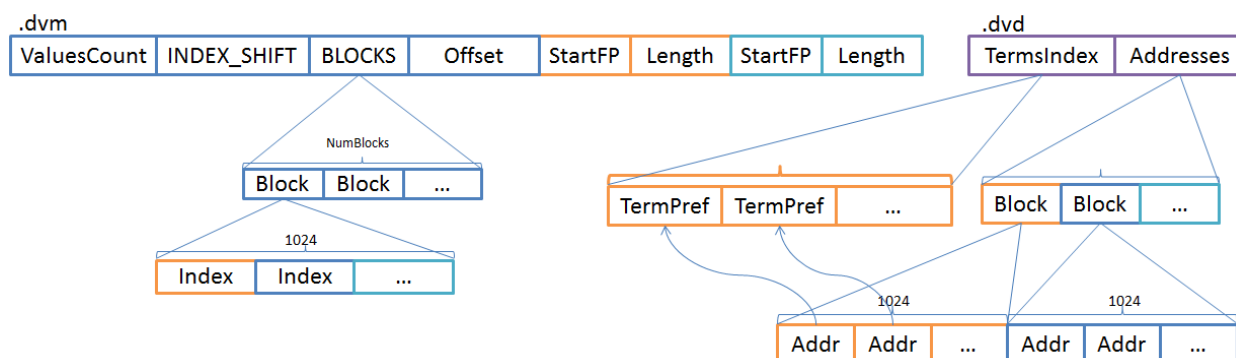 .dvm
.dvd
ValuesCount INDEX_SHIFT BLOCKS Offset StartFP Length StartFP Length
TermsIndex Addresses
NumBlocks
Block Block ...
TermPref TermPref ...
Block Block ...
1024
Index Index ...
1024 1024
Addr Addr ... Addr Addr ...